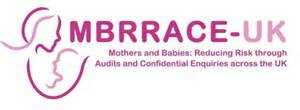 MBRRACE-UK
Mothers and Babies: Reducing Risk through
Audits and Confidential Enquiries across the UK